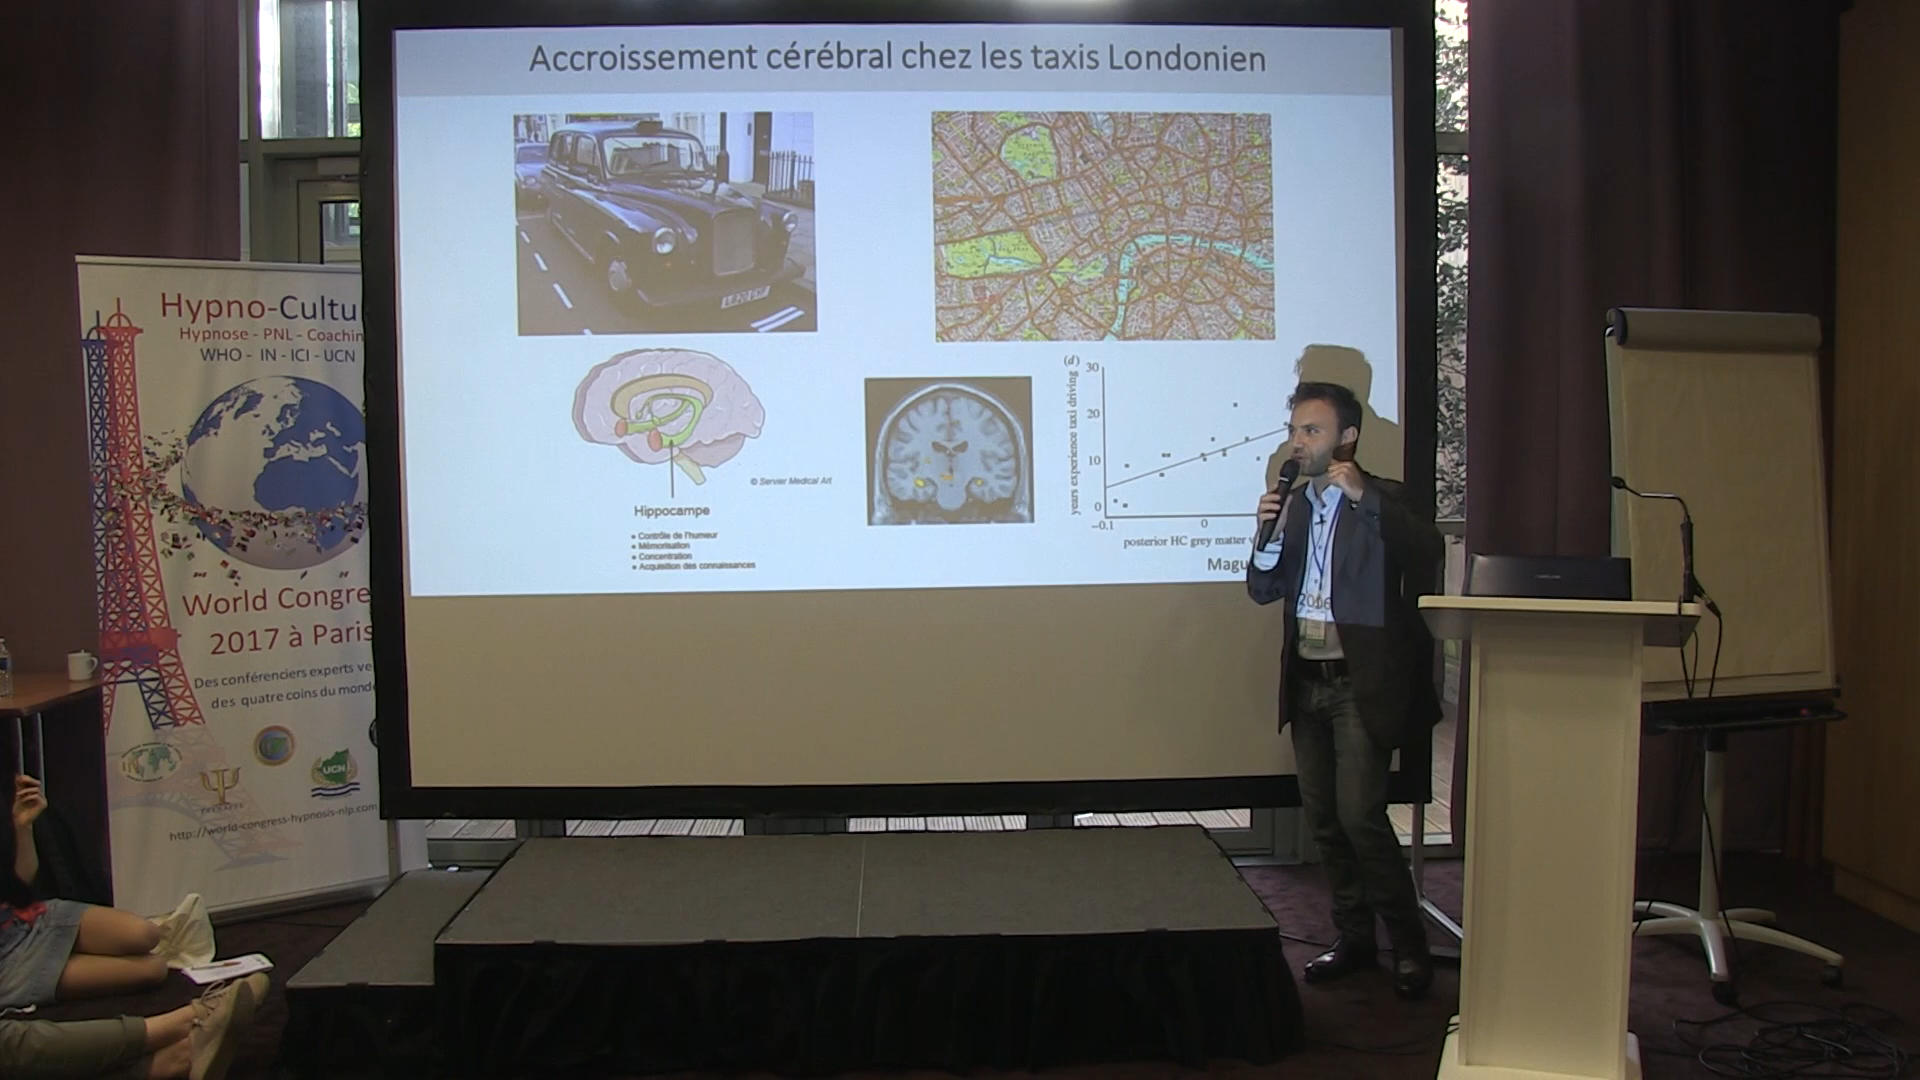 Accroissement cérébral chez les taxis Londonien
© Servier Medical Art
Hippocampe
• Contrôle de l'humeur
• Mémorisation
• Concentration
• Acquisition des connaissances
(d)
30
20
10
0
years experience taxi driving
-0.1
0
posterior HC grey matter v
Magu
2006
Hypno-Cultu
Hypnose - PNL - Coachin
WHO - IN - ICI - UCN
World Congre
2017 à Paris
Des conférenciers experts ve
des quatre coins du monde
UCN
http://world-congress-hypnosis-nlp.com